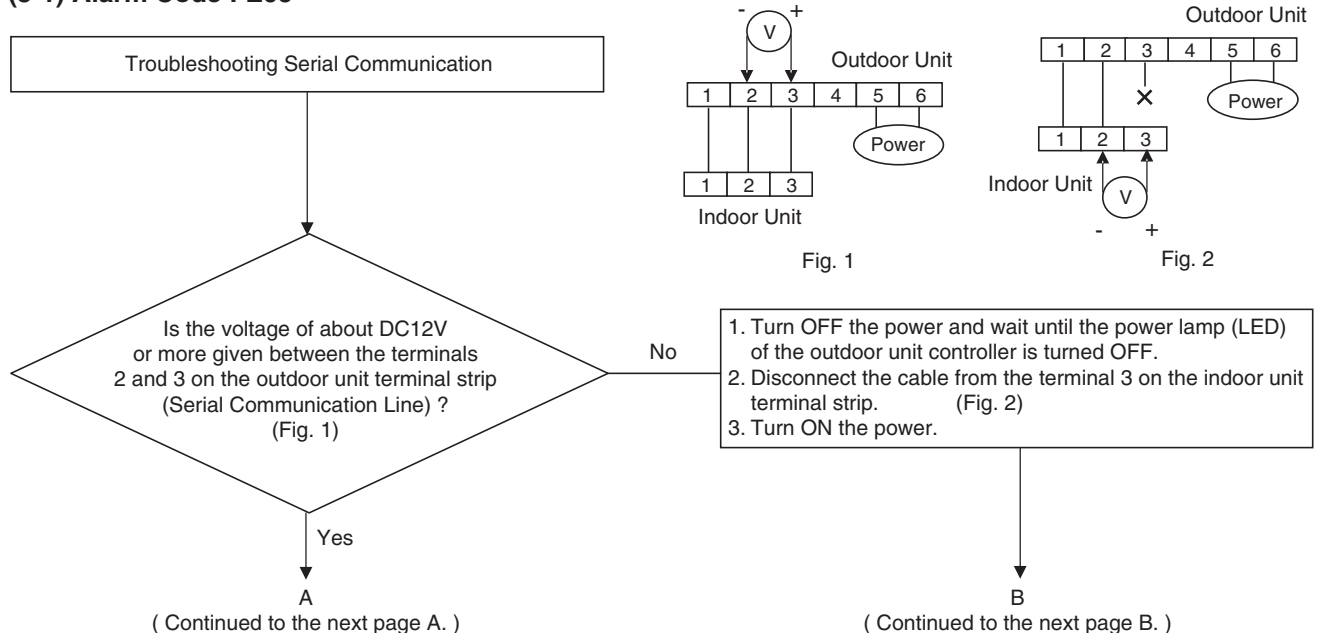 Troubleshooting Serial Communication
- +
V
Outdoor Unit
1 2 3 4 5 6
Power
1 2 3
Indoor Unit
Fig. 1
Outdoor Unit
1 2 3 4 5 6
Power
1 2 3
Indoor Unit
V
- +
Fig. 2
Is the voltage of about DC12V
or more given between the terminals
2 and 3 on the outdoor unit terminal strip
(Serial Communication Line) ?
(Fig. 1)
No
1. Turn OFF the power and wait until the power lamp (LED)
of the outdoor unit controller is turned OFF.
2. Disconnect the cable from the terminal 3 on the indoor unit
terminal strip. (Fig. 2)
3. Turn ON the power.
Yes
A
( Continued to the next page A. )
B
( Continued to the next page B. )